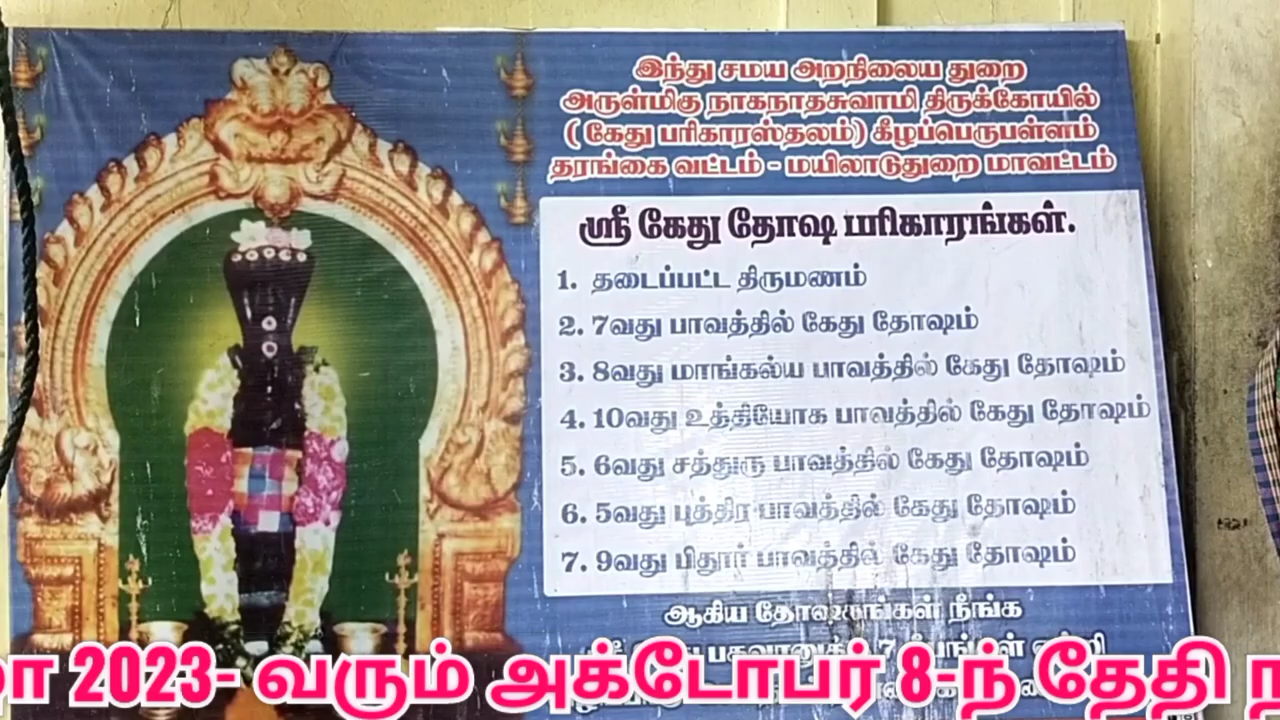 இந்து சமய அறநிலைய துறை
அருள்மிகு நாகநாதசுவாமி திருக்கோயில்
( கேது பரிகாரஸ்தலம்) கீழப்பெரும்பள்ளம்
தரங்கை வட்டம் - மயிலாடுதுறை மாவட்டம்
ஸ்ரீ கேது தோஷ பரிகாரங்கள்.
1. தடைப்பட்ட திருமணம்
2. 7வது பாவத்தில் கேது தோஷம்
3. 8வது மாங்கல்ய பாவத்தில் கேது தோஷம்
4. 10வது உத்தியோக பாவத்தில் கேது தோஷம்
5. 6வது சத்துரு பாவத்தில் கேது தோஷம்
6. 5வது புத்திர பாவத்தில் கேது தோஷம்
7. 9வது பிதுார் பாவத்தில் கேது தோஷம்
ஆகிய தோஷங்கள் நீங்க
2023- வரும் அக்டோபர் 8-ந் தேதி